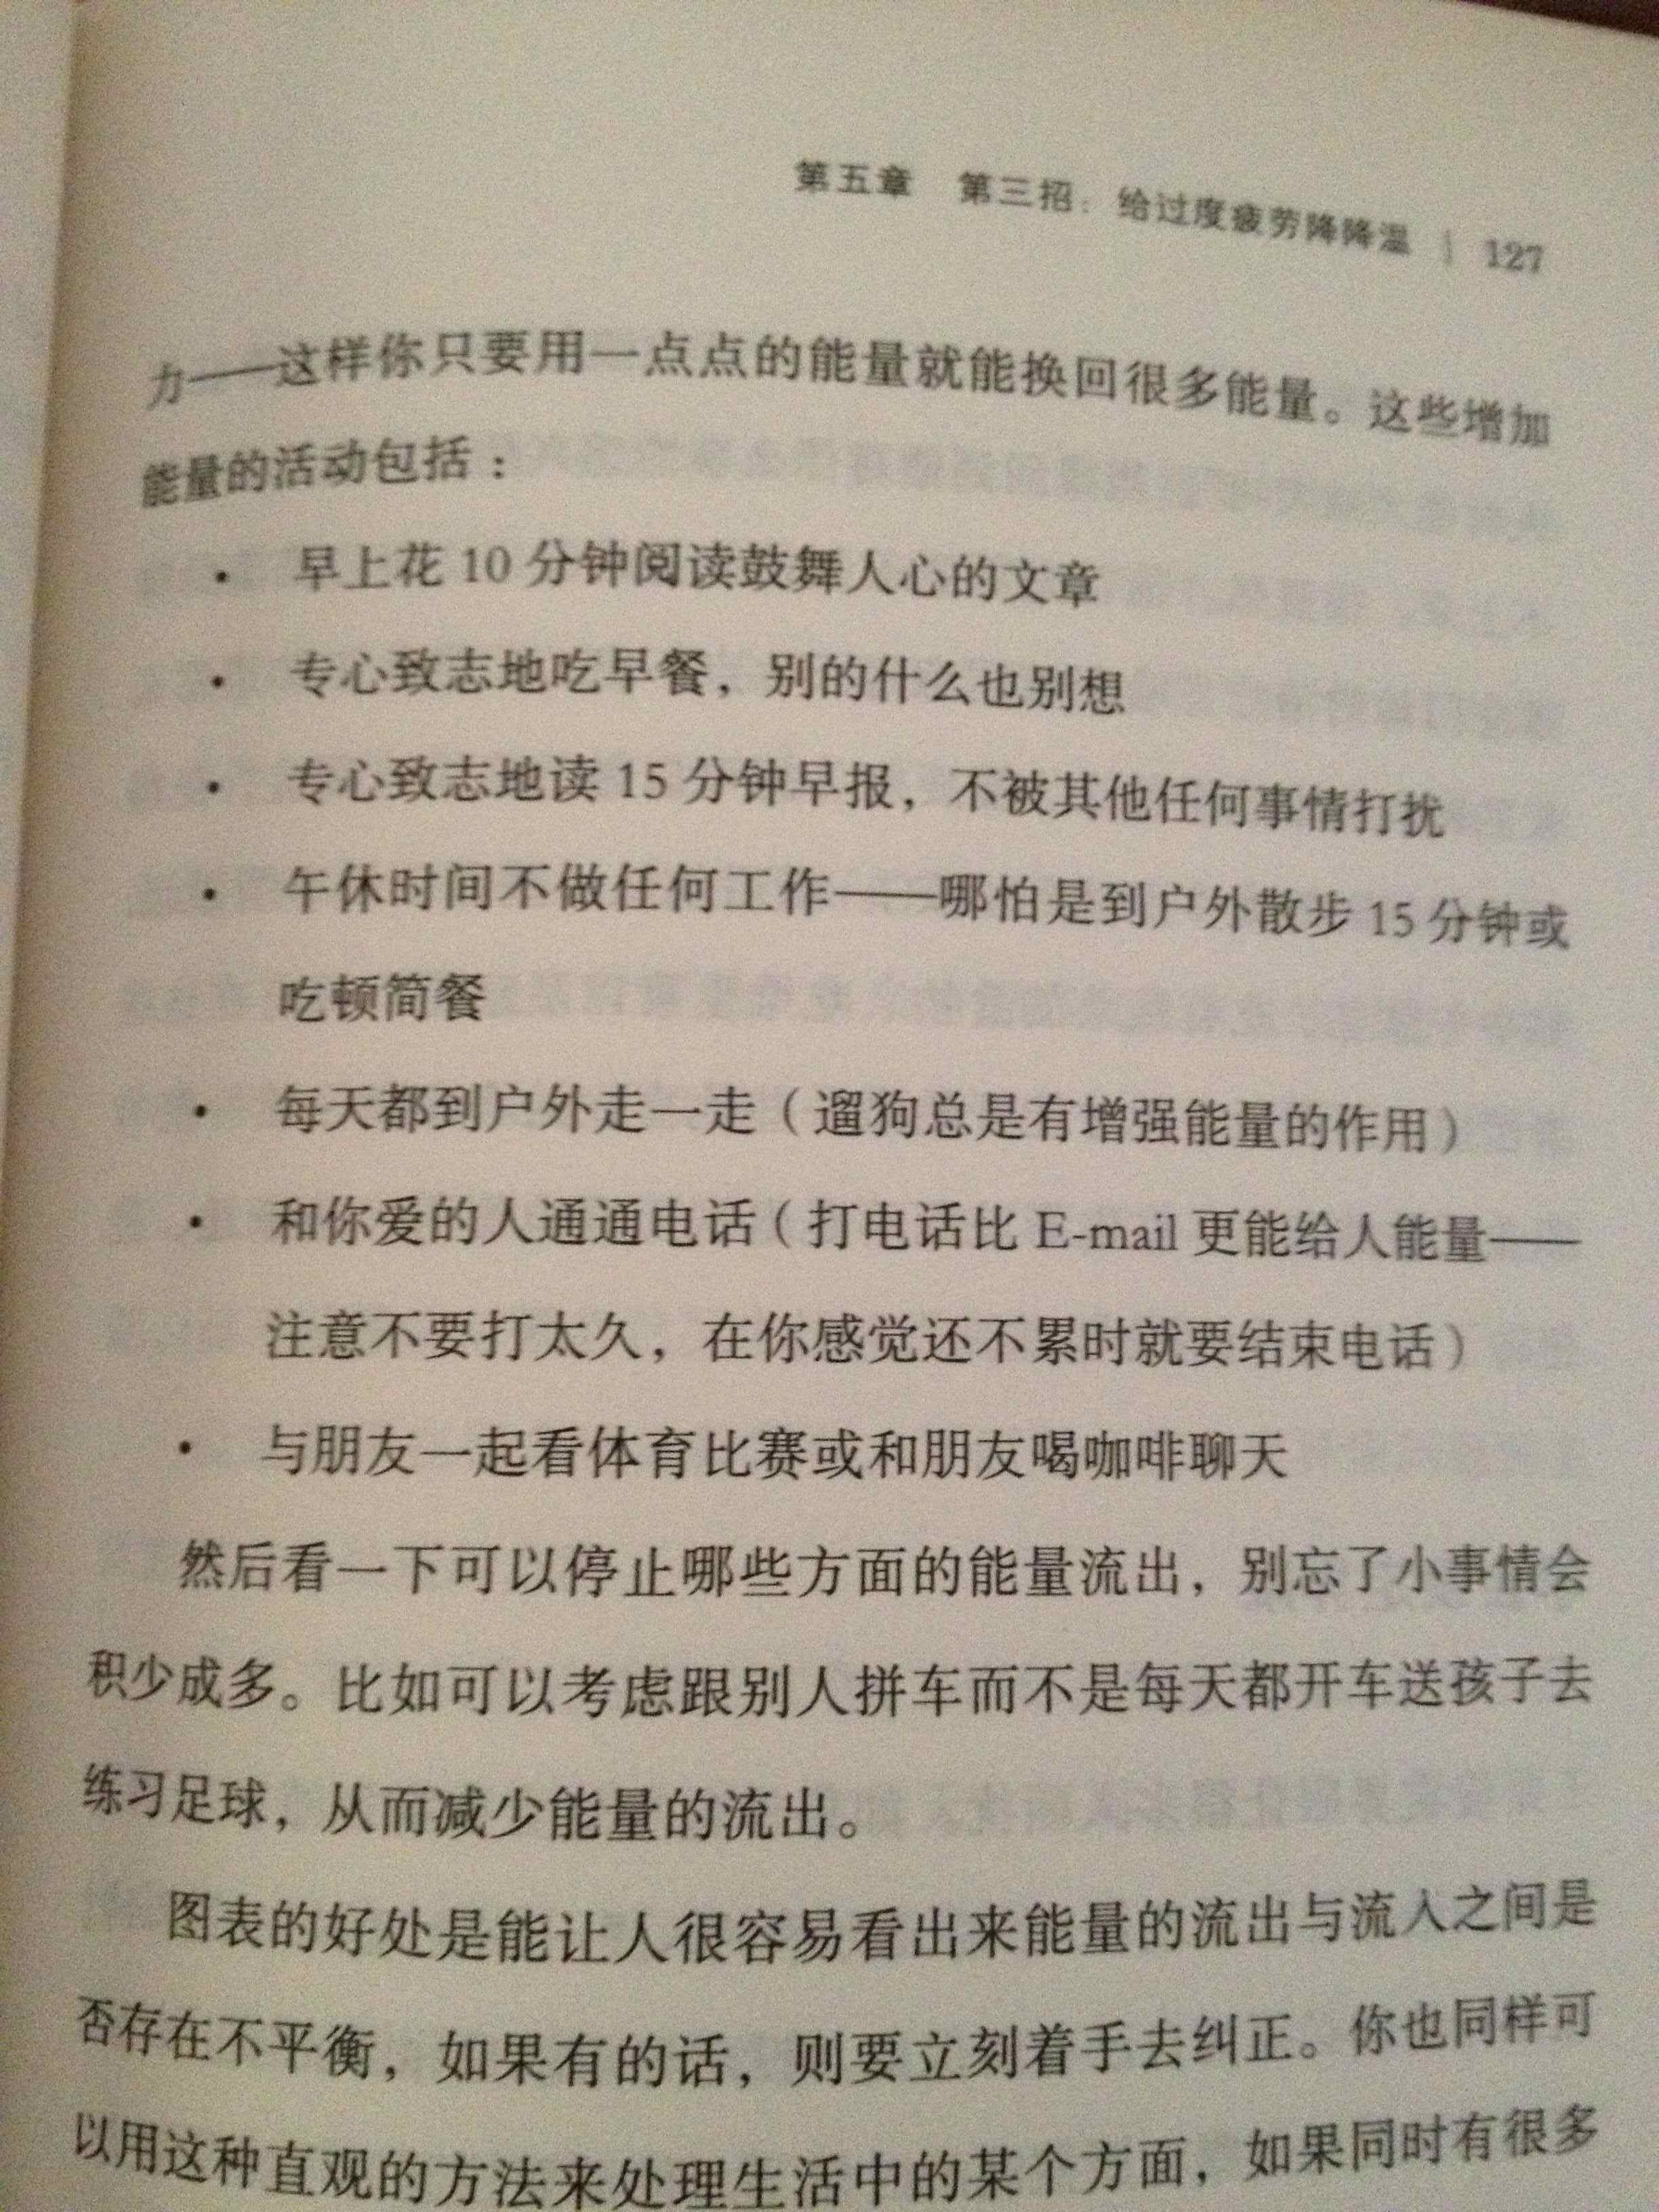 第五章 第三招：给过度疲劳降降温 | 127
力——这样你只要用一点点的能量就能换回很多能量。这些增加
能量的活动包括：
· 早上花 10 分钟阅读鼓舞人心的文章
· 专心致志地吃早餐，别的什么也别想
· 专心致志地读 15 分钟早报，不被其他任何事情打扰
· 午休时间不做任何工作——哪怕是到户外散步 15 分钟或
吃顿简餐
· 每天都到户外走一走（遛狗总是有增强能量的作用）
· 和你爱的人通通电话（打电话比 E-mail 更能给人能量——
注意不要打太久，在你感觉还不累时就要结束电话）
· 与朋友一起看体育比赛或和朋友喝咖啡聊天
然后看一下可以停止哪些方面的能量流出，别忘了小事情会
积少成多。比如可以考虑跟别人拼车而不是每天都开车送孩子去
练习足球，从而减少能量的流出。
图表的好处是能让人很容易看出来能量的流出与流入之间是
否存在不平衡，如果有的话，则要立刻着手去纠正。你也同样可
以用这种直观的方法来处理生活中的某个方面，如果同时有很多